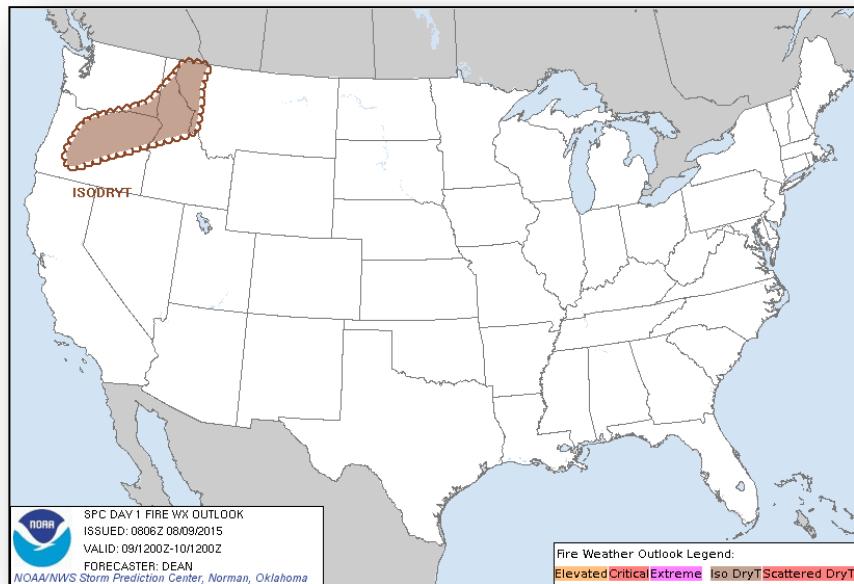 ISODRYT
NOAA
SPC DAY 1 FIRE WX OUTLOOK
ISSUED: 0806Z 08/09/2015
VALID: 09/1200Z-10/1200Z
FORECASTER: DEAN
NOAA/NWS Storm Prediction Center, Norman, Oklahoma
Fire Weather Outlook Legend:
Elevated Critical Extreme Iso DryT Scattered DryT